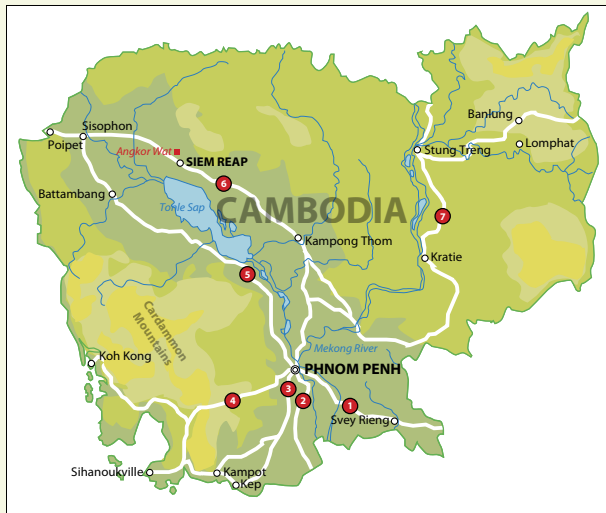 Banlung
Sisophon
Poipet
Angkor Wat
SIEM REAP
Stung Treng
Lomphat
6
Battambang
Tonle Sap
CAMBODIA
7
Kampong Thom
Kratie
5
Cardammon
Mountains
Mekong River
Koh Kong
PHNOM PENH
3
4
2
1
Svey Rieng
Sihanoukville
Kampot
Kep